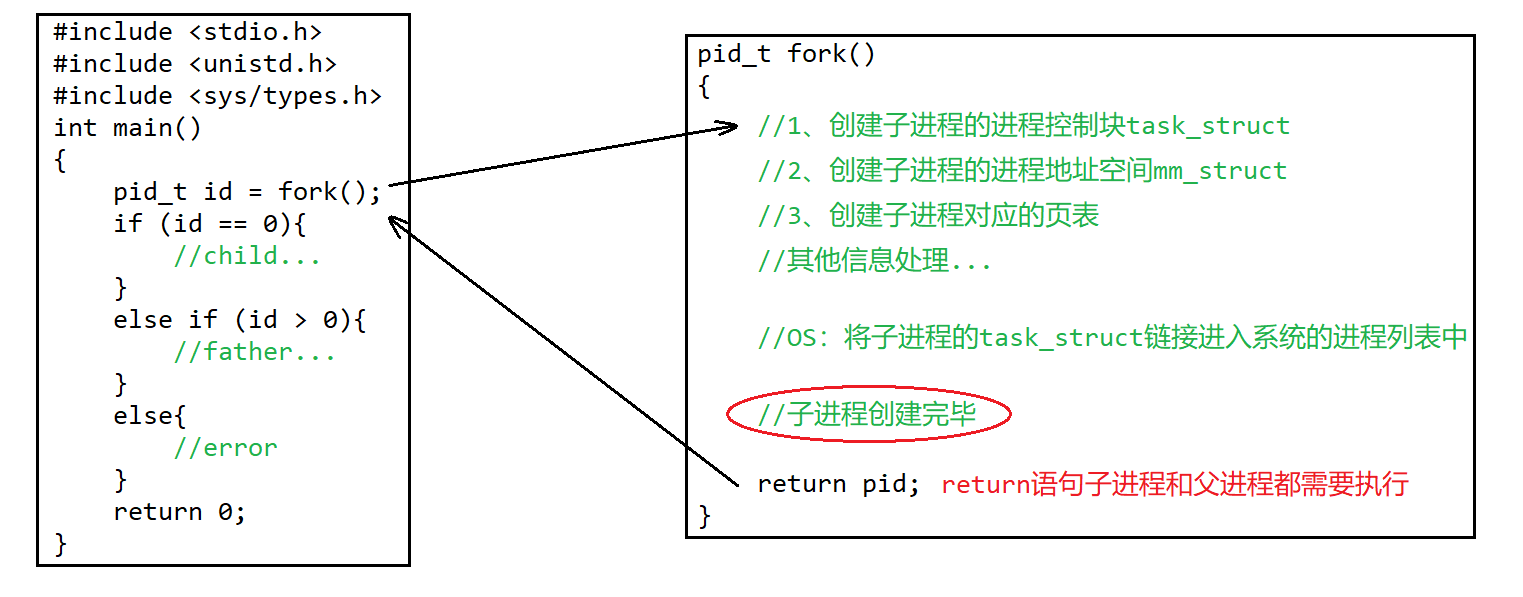 #include <stdio.h>
#include <unistd.h>
#include <sys/types.h>
int main()
{
    pid_t id = fork();
    if (id == 0){
        //child...
    }
    else if (id > 0){
        //father...
    }
    else{
        //error
    }
    return 0;
}
pid_t fork()
{
    //1、创建子进程的进程控制块task_struct
    //2、创建子进程的进程地址空间mm_struct
    //3、创建子进程对应的页表
    //其他信息处理...
    //OS：将子进程的task_struct链接进入系统的进程列表中
    //子进程创建完毕
    return pid; return语句子进程和父进程都需要执行
}